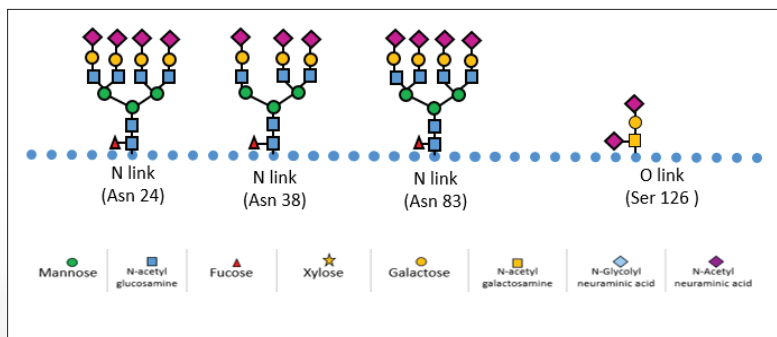 N link
(Asn 24)
N link
(Asn 38)
N link
(Asn 83)
O link
(Ser 126 )
Mannose
N-acetyl
glucosamine
Fucose
Xylose
Galactose
N-acetyl
galactosamine
N-Glycolyl
neuraminic acid
N-Acetyl
neuraminic acid